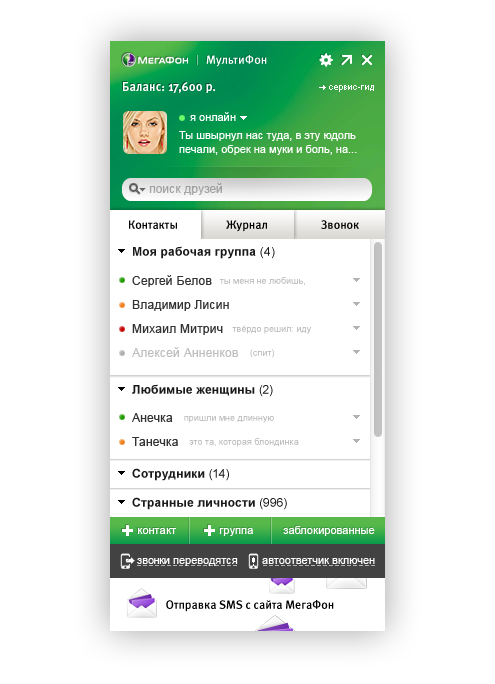 МегаФон | МультиФон
Баланс: 17,600 р.
сервис-гид
я онлайн
Ты швырнул нас туда, в эту юдоль
печали, обрек на муки и боль, на...
поиск друзей
Контакты Журнал Звонок
Моя рабочая группа (4)
Сергей Белов ты меня не любишь,
Владимир Лисин
Михаил Митрич твёрдо решил: иду
Алексей Анненков (спит)
Любимые женщины (2)
Анечка пришли мне длинную
Танечка это та, которая блондинка
Сотрудники (14)
Странные личности (996)
контакт группа заблокированные
звонки переводятся автоответчик включен
Отправка SMS с сайта МегаФон